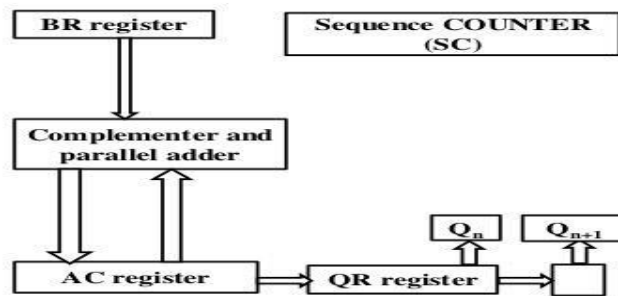 BR register
Sequence COUNTER
(SC)
Complementer and
parallel adder
Qₙ
Qₙ₊₁
AC register
QR register